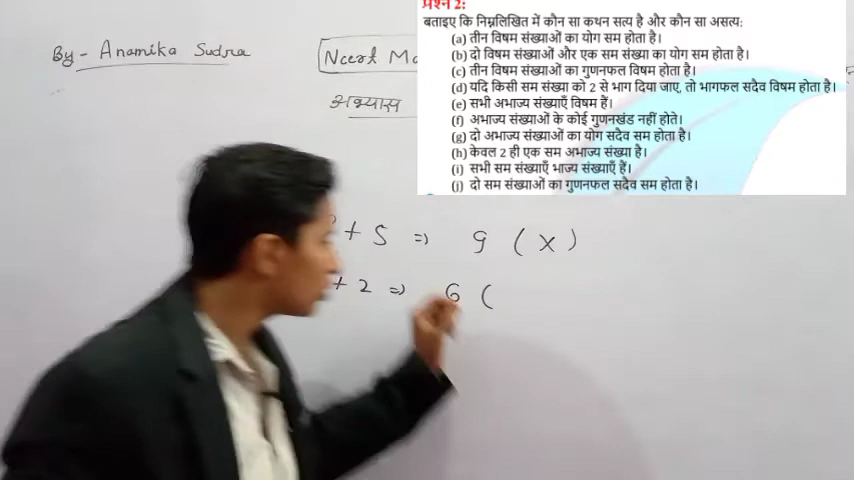 प्रश्न 2:
बताइए कि निम्नलिखित में कौन सा कथन सत्य है और कौन सा असत्य:
(a) तीन विषम संख्याओं का योग सम होता है।
(b) दो विषम संख्याओं और एक सम संख्या का योग सम होता है।
(c) तीन विषम संख्याओं का गुणनफल विषम होता है।
(d) यदि किसी सम संख्या को 2 से भाग दिया जाए, तो भागफल सदैव विषम होता है।
(e) सभी अभाज्य संख्याएँ विषम हैं।
(f) अभाज्य संख्याओं के कोई गुणनखंड नहीं होते।
(g) दो अभाज्य संख्याओं का योग सदैव सम होता है।
(h) केवल 2 ही एक सम अभाज्य संख्या है।
(i) सभी सम संख्याएँ भाज्य संख्याएँ हैं।
(j) दो सम संख्याओं का गुणनफल सदैव सम होता है।
By - Anamika Sudra
Ncert
अभ्यास
+ 5 => 9 (x)
+ 2 => 6 (